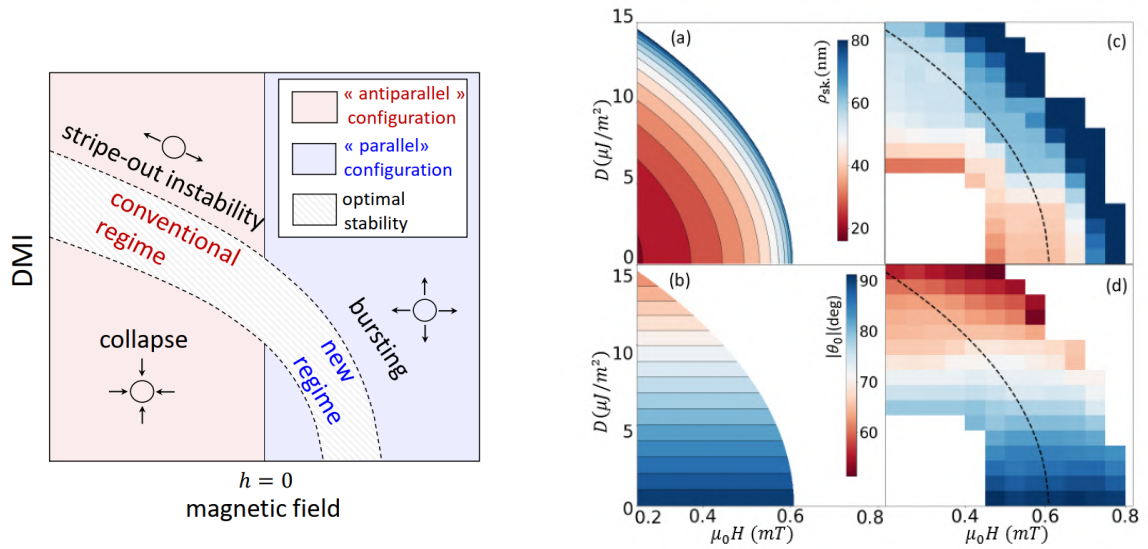 « antiparallel »
configuration
« parallel»
configuration
optimal
stability
stripe-out instability
conventional
regime
collapse
new
regime
bursting
DMI
h = 0
magnetic field
(a)
15
10
5
0
D(μJ/m²)
ρsk.(nm)
80
60
40
20
(c)
(b)
15
10
5
0
D(μJ/m²)
0.2
0.4
0.6
0.8
μ₀H (mT)
|θ₀|(deg)
90
80
70
60
(d)
0.4
0.6
0.8
μ₀H (mT)